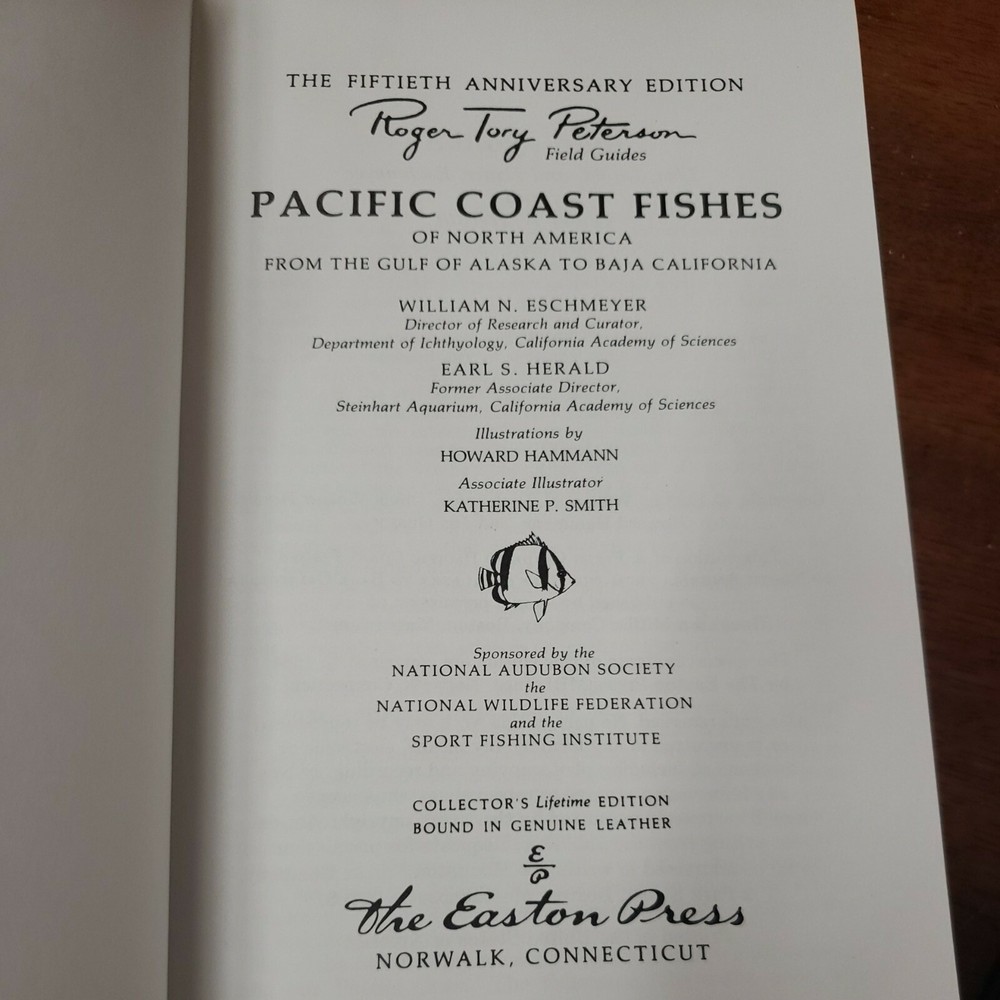 THE FIFTIETH ANNIVERSARY EDITION
Roger Tory Peterson
Field Guides
PACIFIC COAST FISHES
OF NORTH AMERICA
FROM THE GULF OF ALASKA TO BAJA CALIFORNIA
WILLIAM N. ESCHMEYER
Director of Research and Curator,
Department of Ichthyology, California Academy of Sciences
EARL S. HERALD
Former Associate Director,
Steinhart Aquarium, California Academy of Sciences
Illustrations by
HOWARD HAMMANN
Associate Illustrator
KATHERINE P. SMITH
Sponsored by the
NATIONAL AUDUBON SOCIETY
the
NATIONAL WILDLIFE FEDERATION
and the
SPORT FISHING INSTITUTE
COLLECTOR'S Lifetime EDITION
BOUND IN GENUINE LEATHER
E
P
The Easton Press
NORWALK, CONNECTICUT